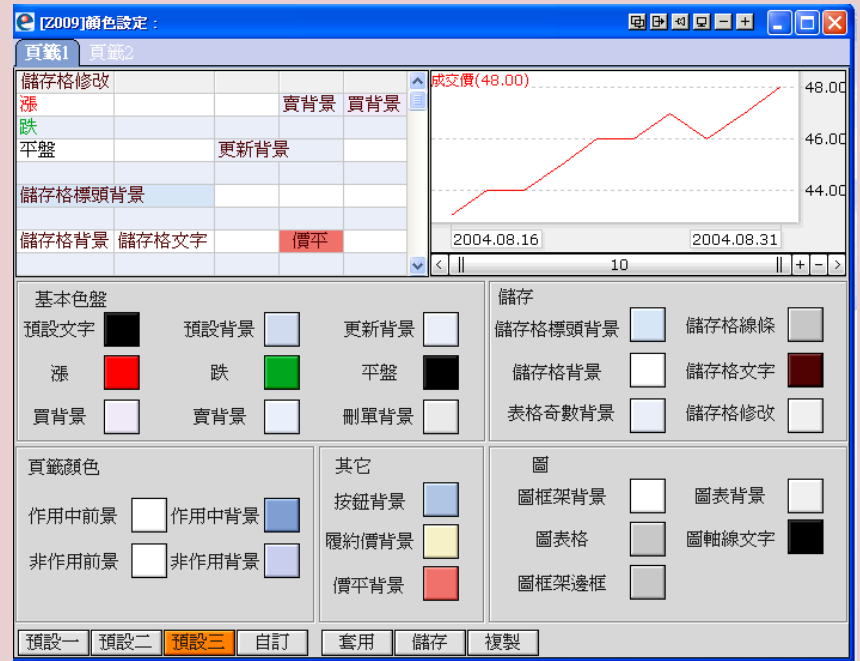 [Z009]顏色設定：
頁籤1 頁籤2
儲存格修改
漲 賣背景 買背景
跌
平盤 更新背景
儲存格標頭背景
儲存格背景 儲存格文字 價平
成交價(48.00)
48.00
46.00
44.00
2004.08.16 2004.08.31
10
基本色盤
預設文字 預設背景 更新背景
漲 跌 平盤
買背景 賣背景 刪單背景
儲存
儲存格標頭背景 儲存格線條
儲存格背景 儲存格文字
表格奇數背景 儲存格修改
頁籤顏色
作用中前景 作用中背景
非作用前景 非作用背景
其它
按鈕背景
履約價背景
價平背景
圖
圖框架背景 圖表背景
圖表格 圖軸線文字
圖框架邊框
預設一 預設二 預設三 自訂 套用 儲存 複製